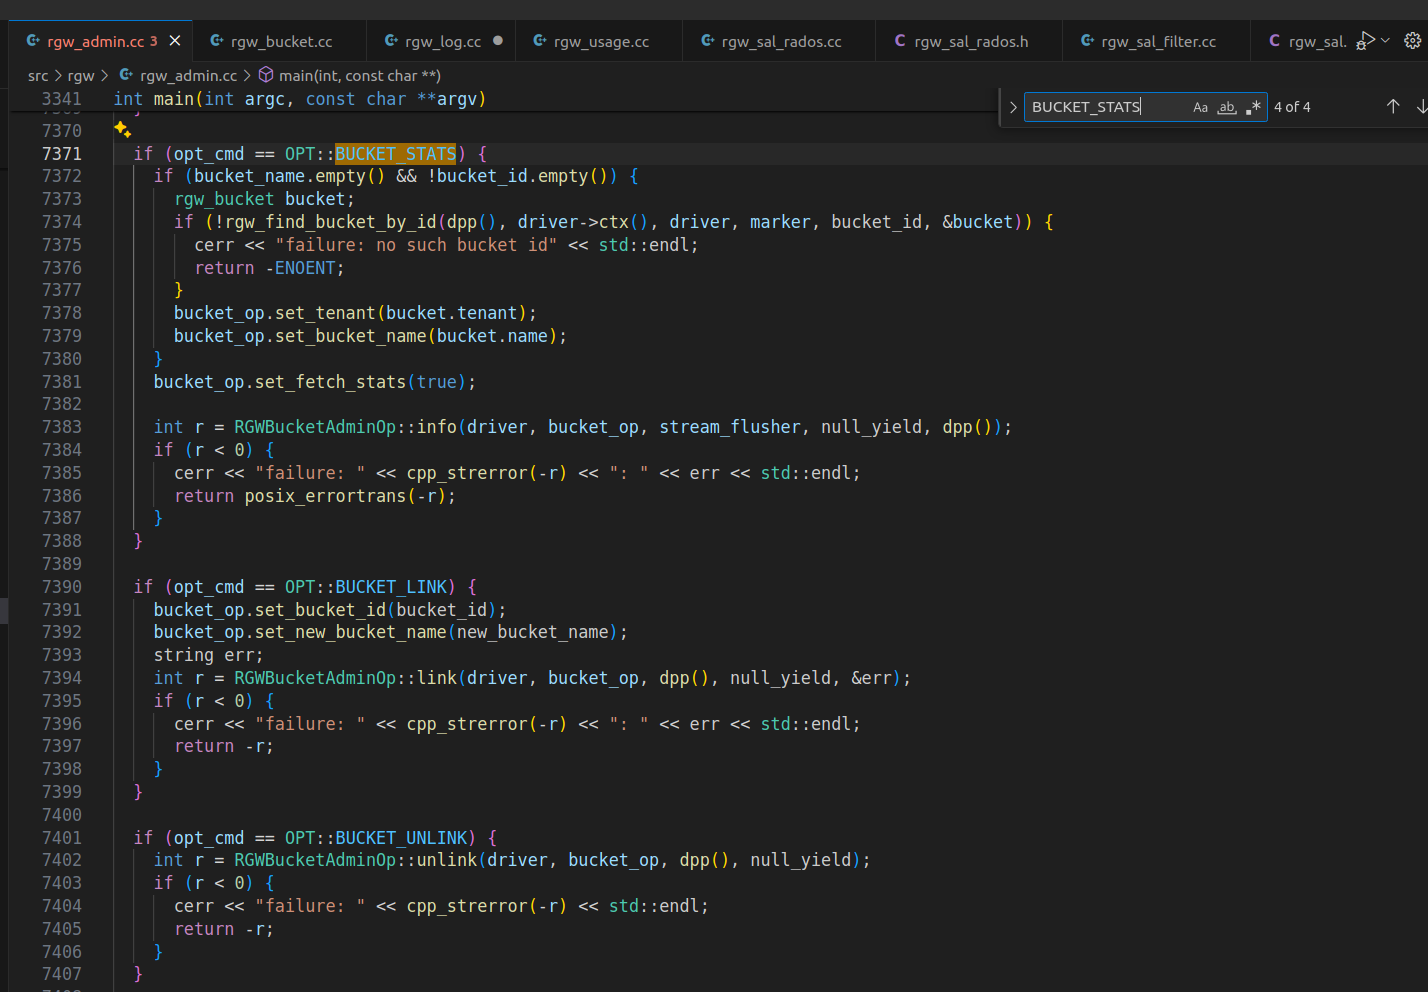 rgw_admin.cc 3 rgw_bucket.cc rgw_log.cc rgw_usage.cc rgw_sal_rados.cc C rgw_sal_rados.h rgw_sal_filter.cc C rgw_sal.
src > rgw > rgw_admin.cc > main(int, const char **)
3341 int main(int argc, const char **argv)
BUCKET_STATS Aa ab .* 4 of 4
7370
7371 if (opt_cmd == OPT::BUCKET_STATS) {
7372 if (bucket_name.empty() && !bucket_id.empty()) {
7373 rgw_bucket bucket;
7374 if (!rgw_find_bucket_by_id(dpp(), driver->ctx(), driver, marker, bucket_id, &bucket)) {
7375 cerr << "failure: no such bucket id" << std::endl;
7376 return -ENOENT;
7377 }
7378 bucket_op.set_tenant(bucket.tenant);
7379 bucket_op.set_bucket_name(bucket.name);
7380 }
7381 bucket_op.set_fetch_stats(true);
7382
7383 int r = RGWBucketAdminOp::info(driver, bucket_op, stream_flusher, null_yield, dpp());
7384 if (r < 0) {
7385 cerr << "failure: " << cpp_strerror(-r) << ": " << err << std::endl;
7386 return posix_errortrans(-r);
7387 }
7388 }
7389
7390 if (opt_cmd == OPT::BUCKET_LINK) {
7391 bucket_op.set_bucket_id(bucket_id);
7392 bucket_op.set_new_bucket_name(new_bucket_name);
7393 string err;
7394 int r = RGWBucketAdminOp::link(driver, bucket_op, dpp(), null_yield, &err);
7395 if (r < 0) {
7396 cerr << "failure: " << cpp_strerror(-r) << ": " << err << std::endl;
7397 return -r;
7398 }
7399 }
7400
7401 if (opt_cmd == OPT::BUCKET_UNLINK) {
7402 int r = RGWBucketAdminOp::unlink(driver, bucket_op, dpp(), null_yield);
7403 if (r < 0) {
7404 cerr << "failure: " << cpp_strerror(-r) << std::endl;
7405 return -r;
7406 }
7407 }